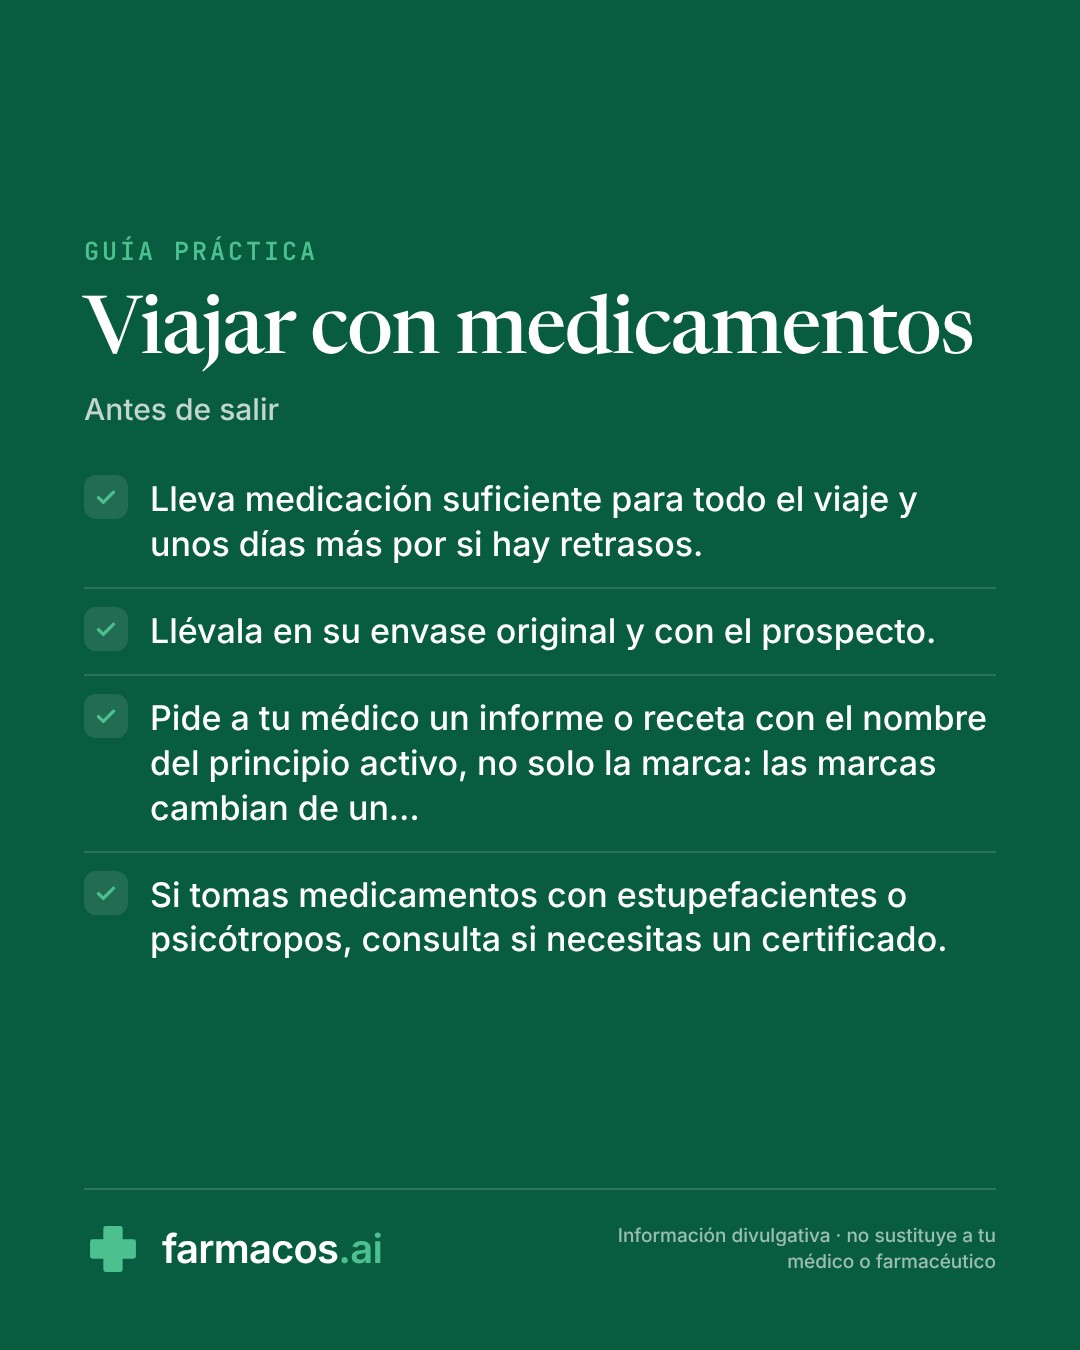 GUÍA PRÁCTICA
Viajar con medicamentos
Antes de salir
Lleva medicación suficiente para todo el viaje y
unos días más por si hay retrasos.
Llévala en su envase original y con el prospecto.
Pide a tu médico un informe o receta con el nombre
del principio activo, no solo la marca: las marcas
cambian de un…
Si tomas medicamentos con estupefacientes o
psicótropos, consulta si necesitas un certificado.
farmacos.ai
Información divulgativa · no sustituye a tu
médico o farmacéutico